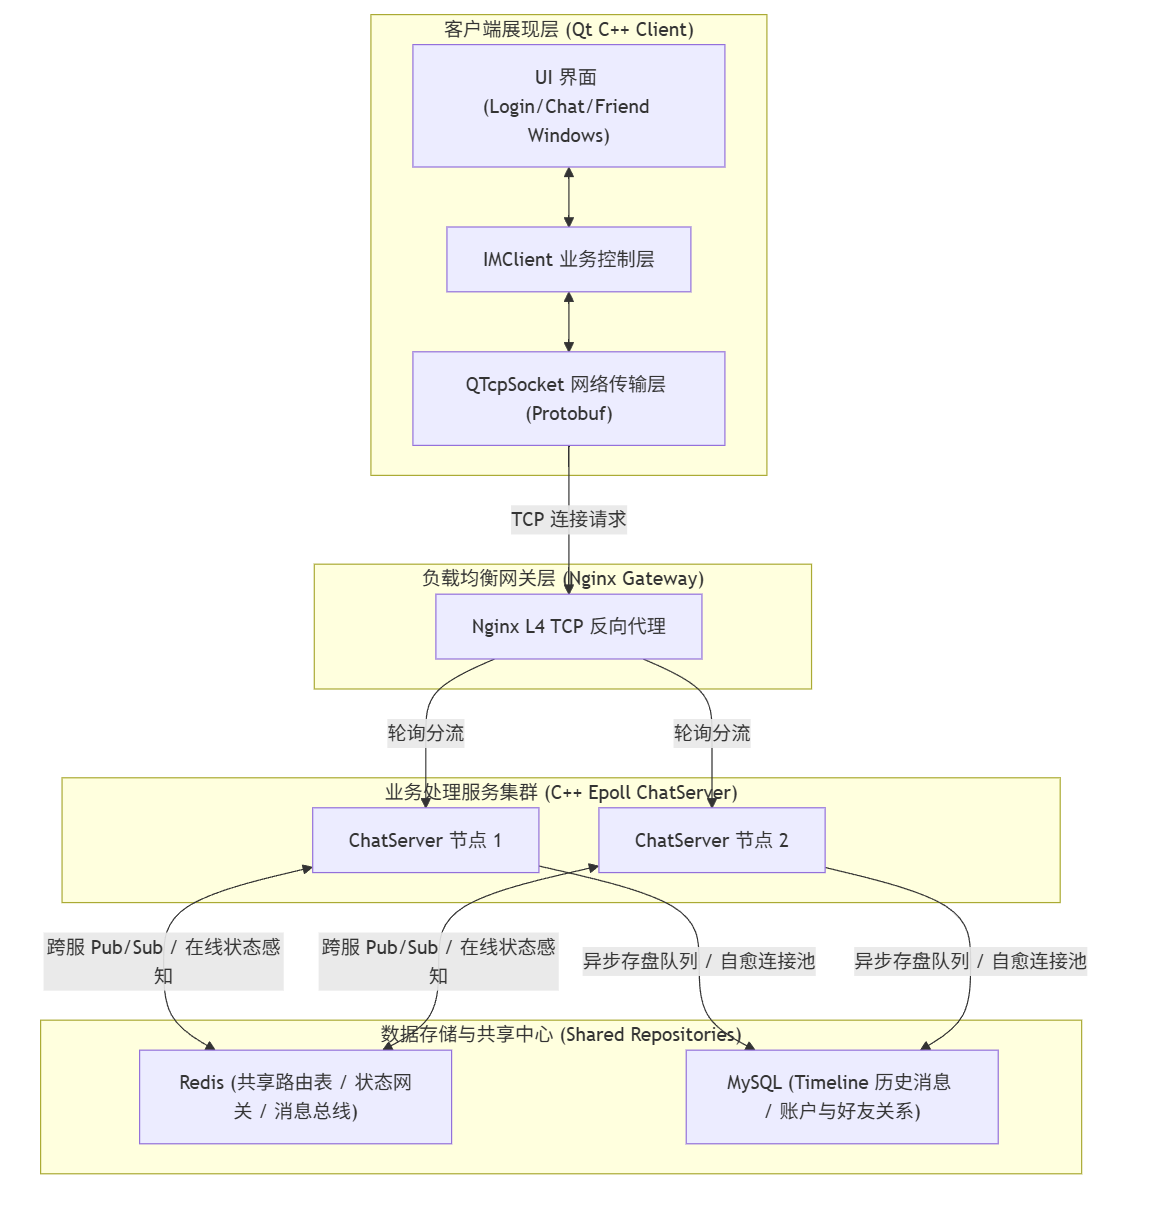 客户端展现层 (Qt C++ Client)
UI 界面
(Login/Chat/Friend
Windows)
IMClient 业务控制层
QTcpSocket 网络传输层
(Protobuf)
TCP 连接请求
负载均衡网关层 (Nginx Gateway)
Nginx L4 TCP 反向代理
轮询分流
轮询分流
业务处理服务集群 (C++ Epoll ChatServer)
ChatServer 节点 1
ChatServer 节点 2
跨服 Pub/Sub / 在线状态感
知
跨服 Pub/Sub / 在线状态感
知
异步存盘队列 / 自愈连接池
异步存盘队列 / 自愈连接池
数据存储与共享中心 (Shared Repositories)
Redis (共享路由表 / 状态网
关 / 消息总线)
MySQL (Timeline 历史消息
/ 账户与好友关系)